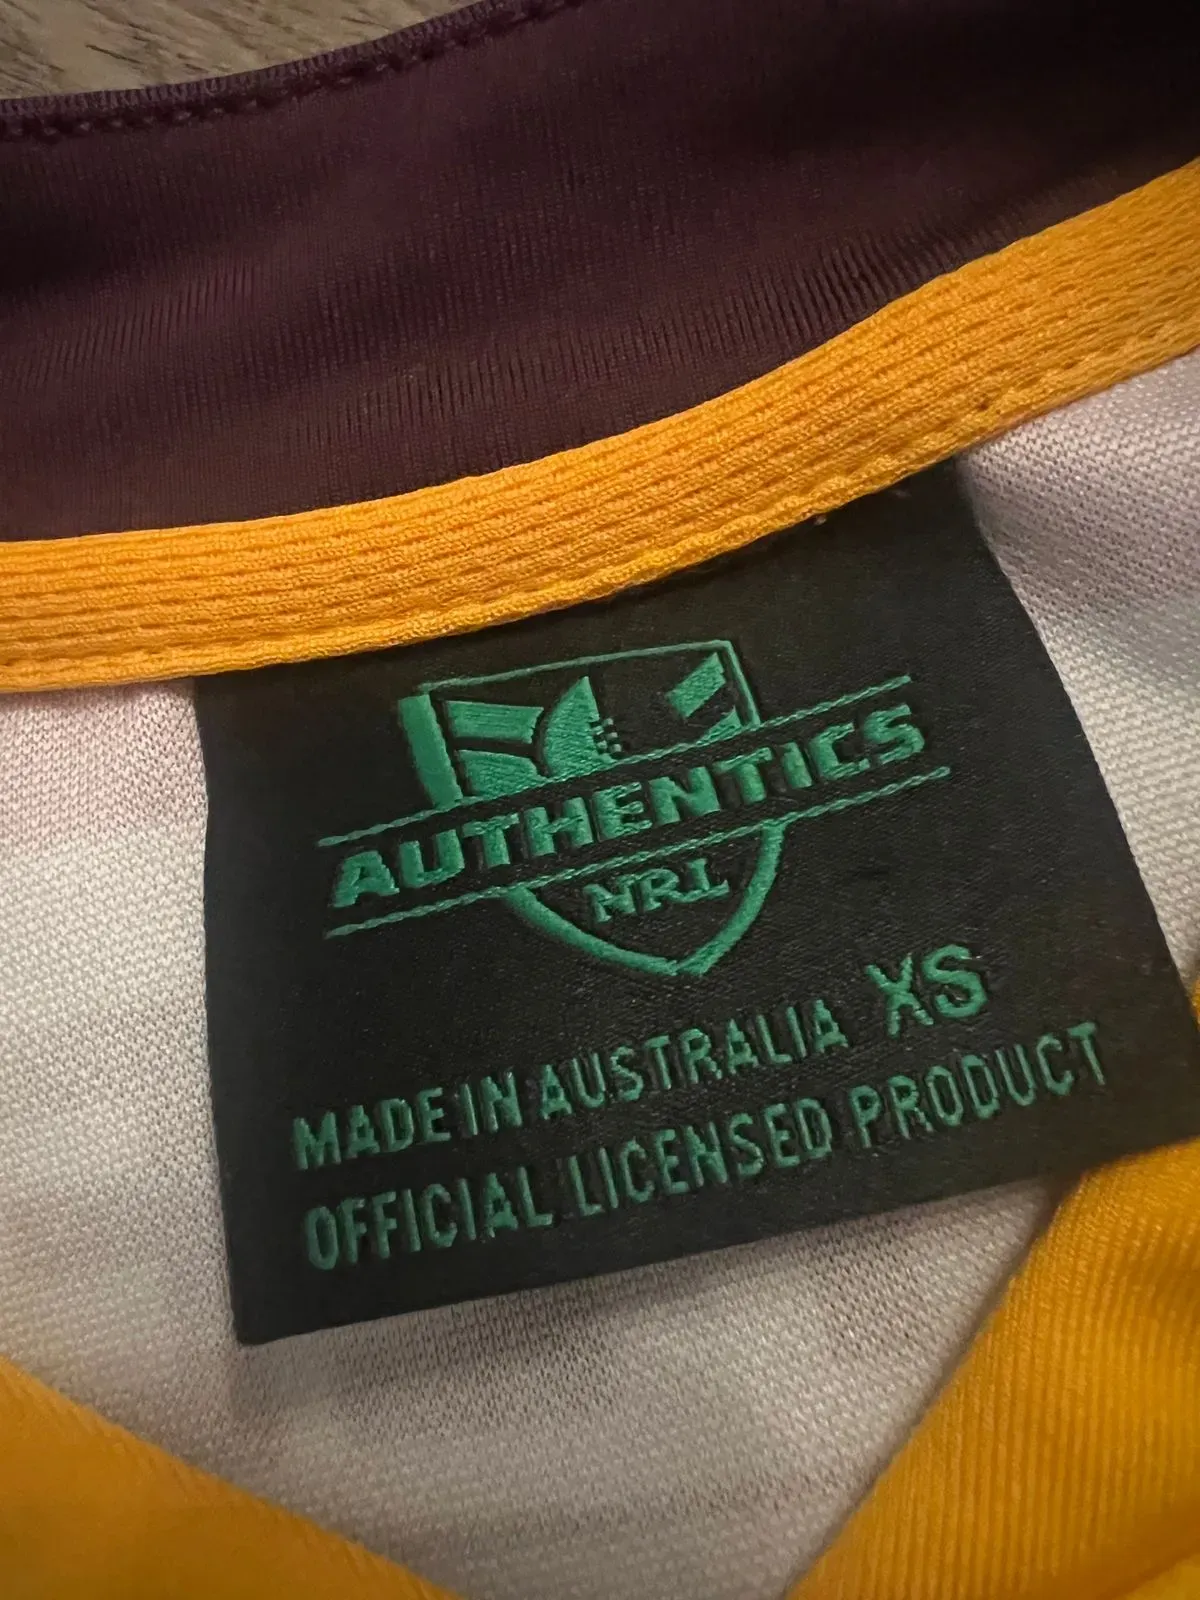 AUTHENTICS
NRL
XS
MADE IN AUSTRALIA
OFFICIAL LICENSED PRODUCT